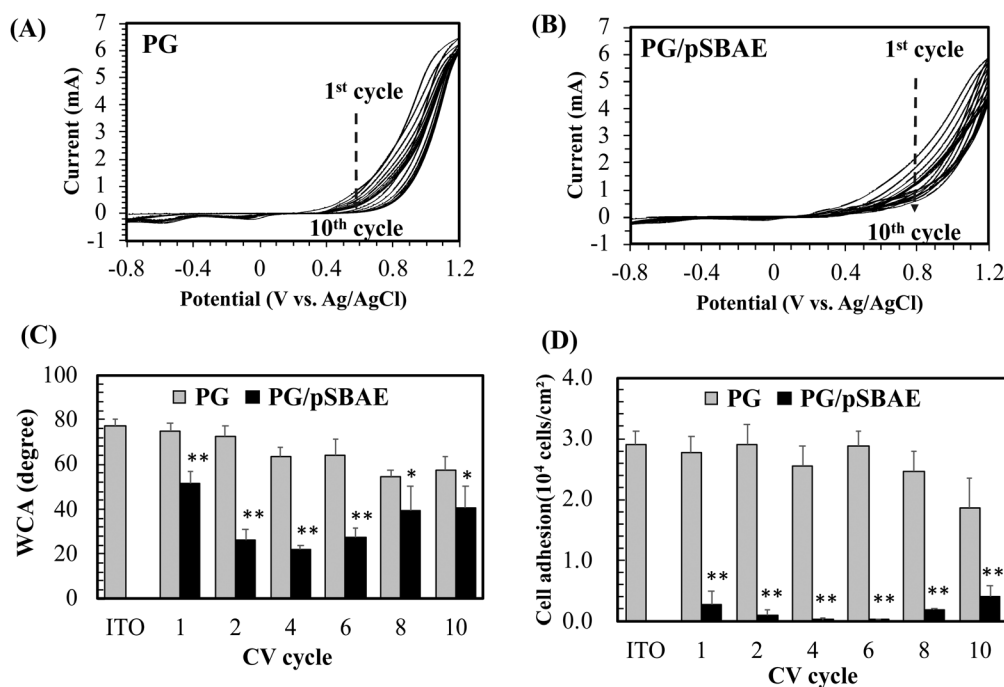 (A)
PG
7
6
5
4
3
2
1
0
-1
Current (mA)
1st cycle
10th cycle
-0.8
-0.4
0
0.4
0.8
1.2
Potential (V vs. Ag/AgCl)
(B)
PG/pSBAE
7
6
5
4
3
2
1
0
-1
Current (mA)
1st cycle
10th cycle
-0.8
-0.4
0
0.4
0.8
1.2
Potential (V vs. Ag/AgCl)
(C)
100
80
60
40
20
0
WCA (degree)
PG
PG/pSBAE
**
**
**
**
*
*
ITO
1
2
4
6
8
10
CV cycle
(D)
4.0
3.0
2.0
1.0
0.0
Cell adhesion(10⁴ cells/cm²)
PG
PG/pSBAE
**
**
**
**
**
**
ITO
1
2
4
6
8
10
CV cycle